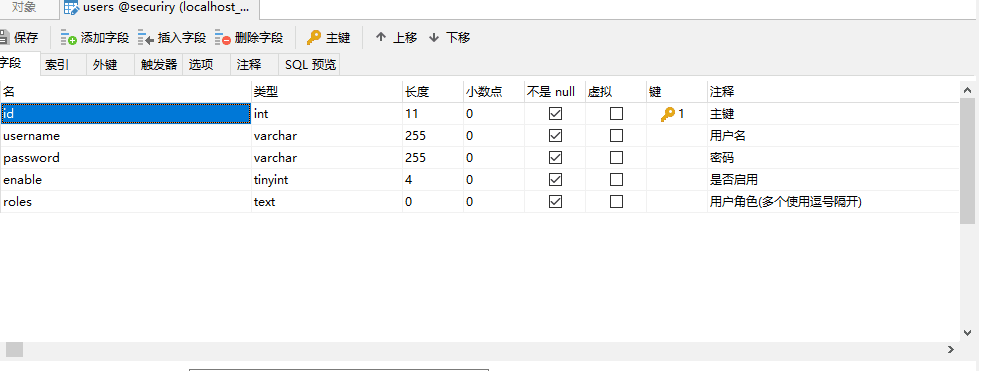 对象 users @securiry (localhost_...
保存 添加字段 插入字段 删除字段 主键 上移 下移
字段 索引 外键 触发器 选项 注释 SQL 预览
名 类型 长度 小数点 不是 null 虚拟 键 注释
id int 11 0 1 主键
username varchar 255 0 用户名
password varchar 255 0 密码
enable tinyint 4 0 是否启用
roles text 0 0 用户角色(多个使用逗号隔开)